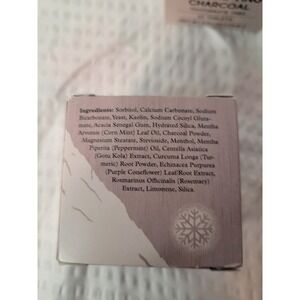 CHARCOAL
Ingredients: Sorbitol, Calcium Carbonate, Sodium
Bicarbonate, Yeast, Kaolin, Sodium Cocoyl Gluta-
mate, Acacia Senegal Gum, Hydrated Silica, Mentha
Arvensis (Corn Mint) Leaf Oil, Charcoal Powder,
Magnesium Stearate, Stevioside, Menthol, Mentha
Piperita (Peppermint) Oil, Centella Asiatica
(Gotu Kola) Extract, Curcuma Longa (Tur-
meric) Root Powder, Echinacea Purpurea
(Purple Coneflower) Leaf/Root Extract,
Rosmarinus Officinalis (Rosemary)
Extract, Limonene, Silica.